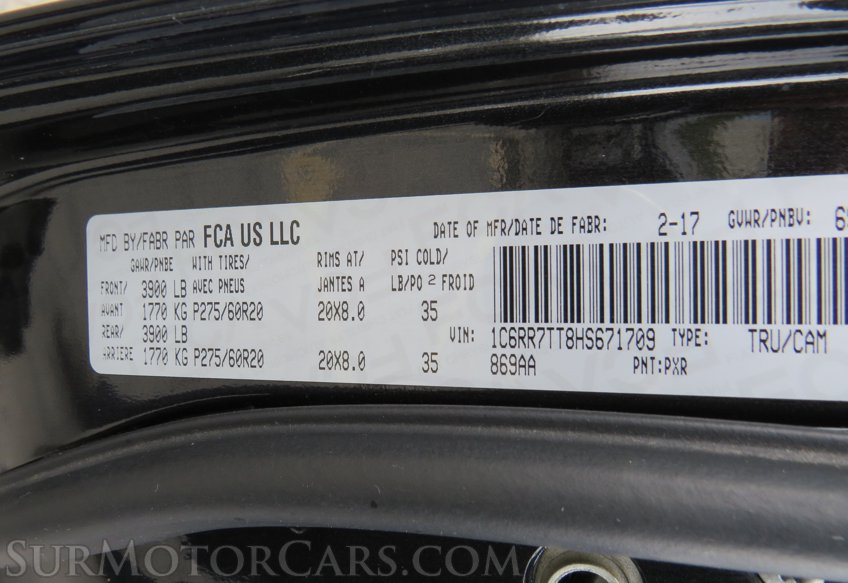 MFD BY/FABR PAR FCA US LLC DATE OF MFR/DATE DE FABR: 2-17 GVWR/PNBV:
GAWR/PNBE WITH TIRES/ RIMS AT/ PSI COLD/
FRONT/ 3900 LB AVEC PNEUS JANTES A LB/PO 2 FROID
AVANT 1770 KG P275/60R20 20X8.0 35
REAR/ 3900 LB VIN: 1C6RR7TT8HS671709 TYPE: TRU/CAM
ARRIERE 1770 KG P275/60R20 20X8.0 35 869AA PNT:PXR
SURMOTORCARS.COM